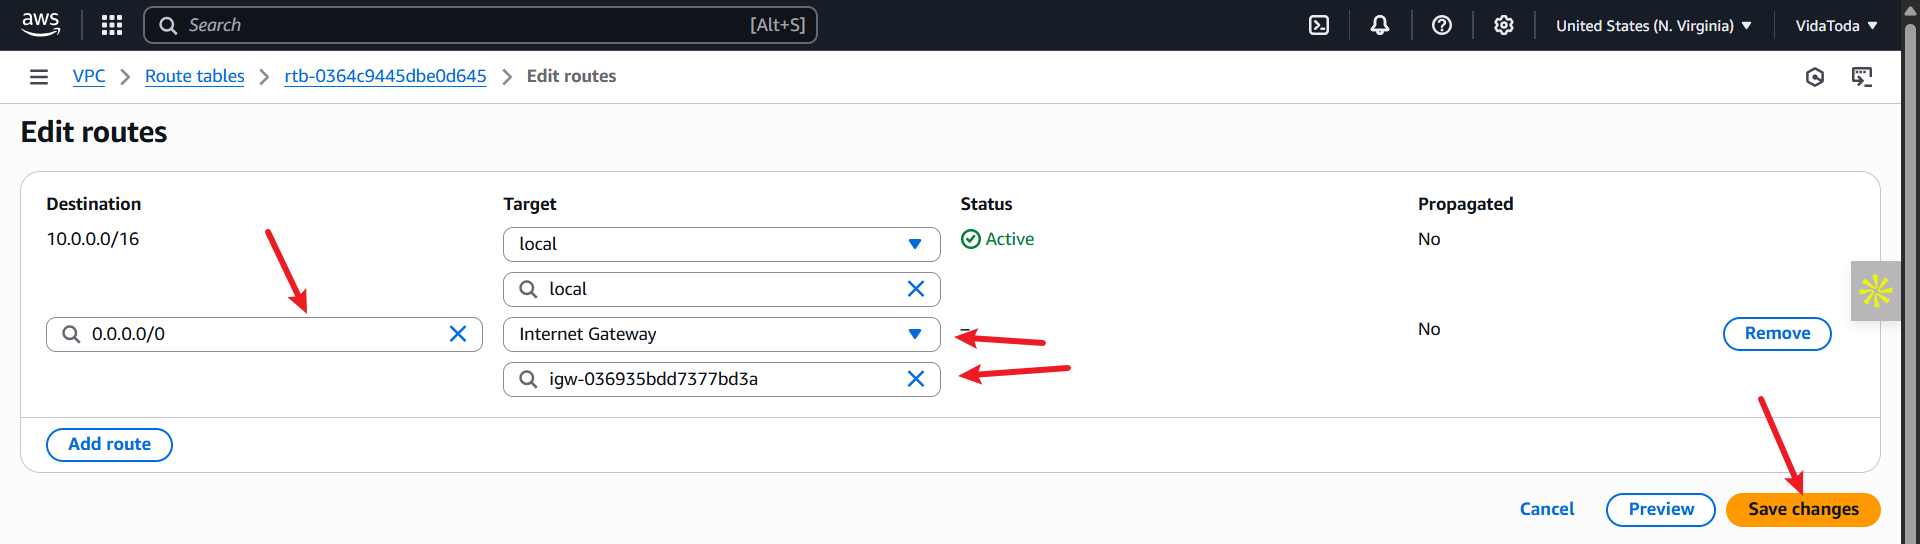 aws Search [Alt+S] United States (N. Virginia) VidaToda
VPC Route tables rtb-0364c9445dbe0d645 Edit routes
Edit routes
Destination Target Status Propagated
10.0.0.0/16 local Active No
local
0.0.0.0/0 Internet Gateway – No Remove
igw-036935bdd7377bd3a
Add route
Cancel Preview Save changes